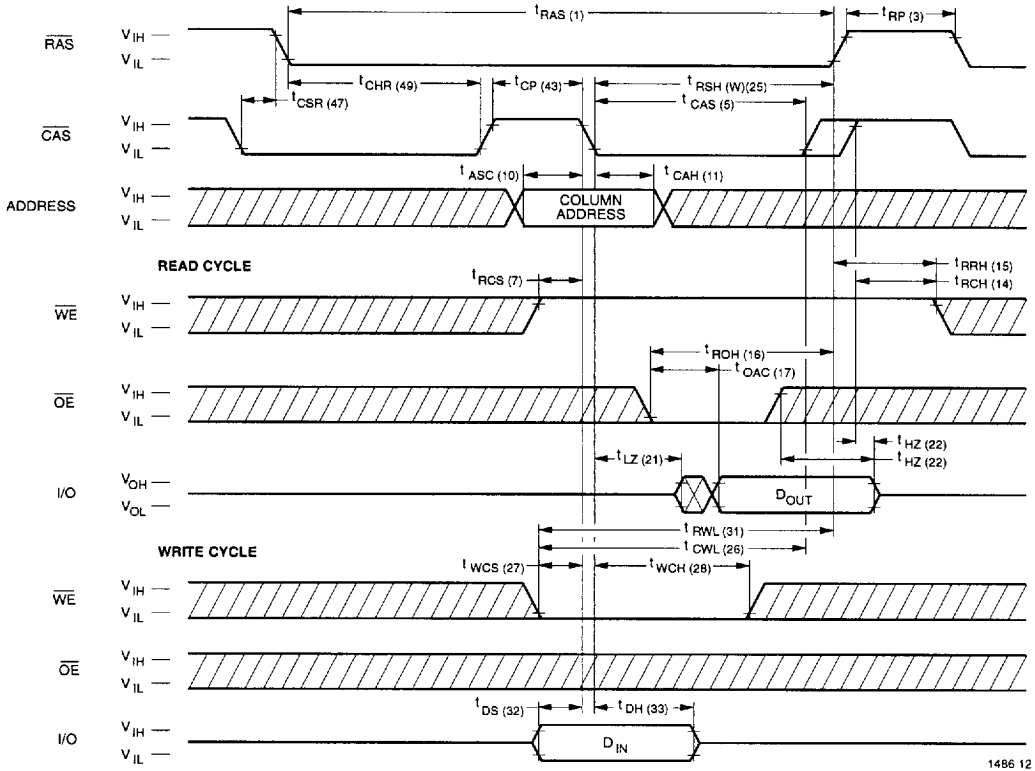 t RAS (1)
t RP (3)
RAS
V IH
V IL
t CHR (49)
t CP (43)
t RSH (W)(25)
t CSR (47)
t CAS (5)
CAS
V IH
V IL
t ASC (10)
t CAH (11)
ADDRESS
V IH
V IL
COLUMN
ADDRESS
READ CYCLE
t RRH (15)
t RCS (7)
t RCH (14)
WE
V IH
V IL
t ROH (16)
t OAC (17)
OE
V IH
V IL
t HZ (22)
t HZ (22)
t LZ (21)
I/O
V OH
V OL
D OUT
t RWL (31)
WRITE CYCLE
t CWL (26)
t WCS (27)
t WCH (28)
WE
V IH
V IL
OE
V IH
V IL
t DS (32)
t DH (33)
I/O
V IH
V IL
D IN
1486 12